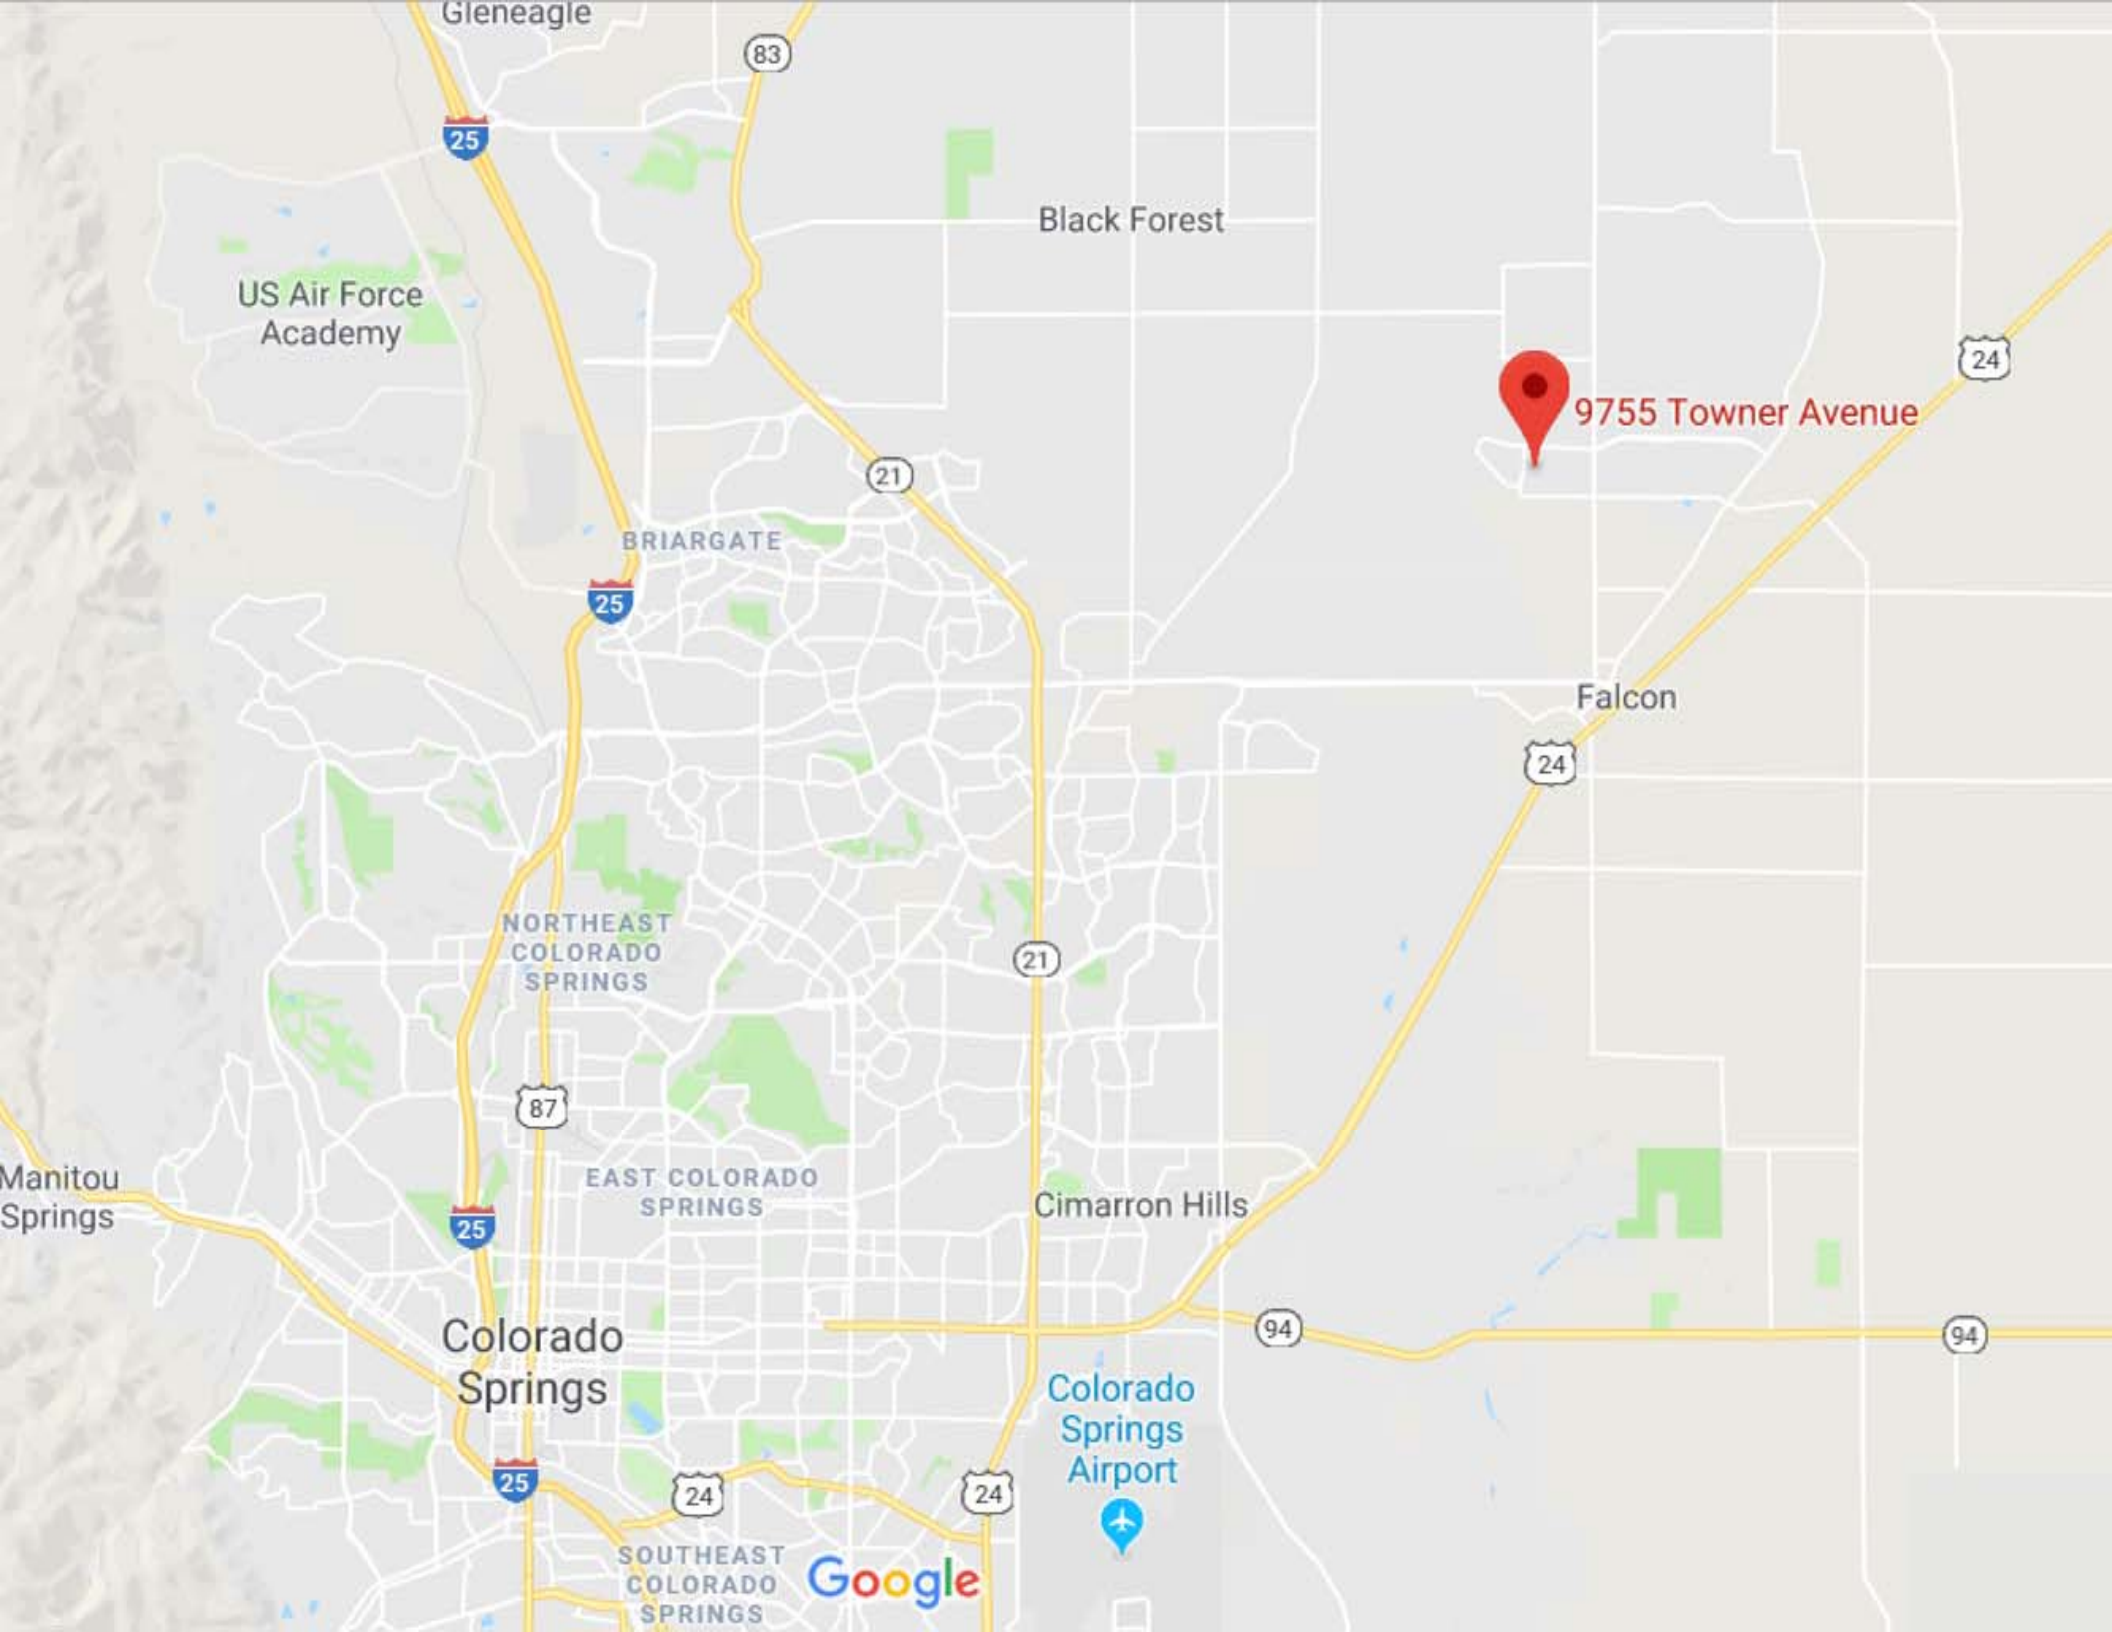 Gleneagle
83
25
Black Forest
US Air Force
Academy
24
9755 Towner Avenue
21
BRIARGATE
25
Falcon
24
NORTHEAST
COLORADO
SPRINGS
21
87
Manitou
Springs
EAST COLORADO
SPRINGS
Cimarron Hills
25
Colorado
Springs
94
94
Colorado
Springs
Airport
25
24
24
SOUTHEAST
COLORADO
SPRINGS
Google